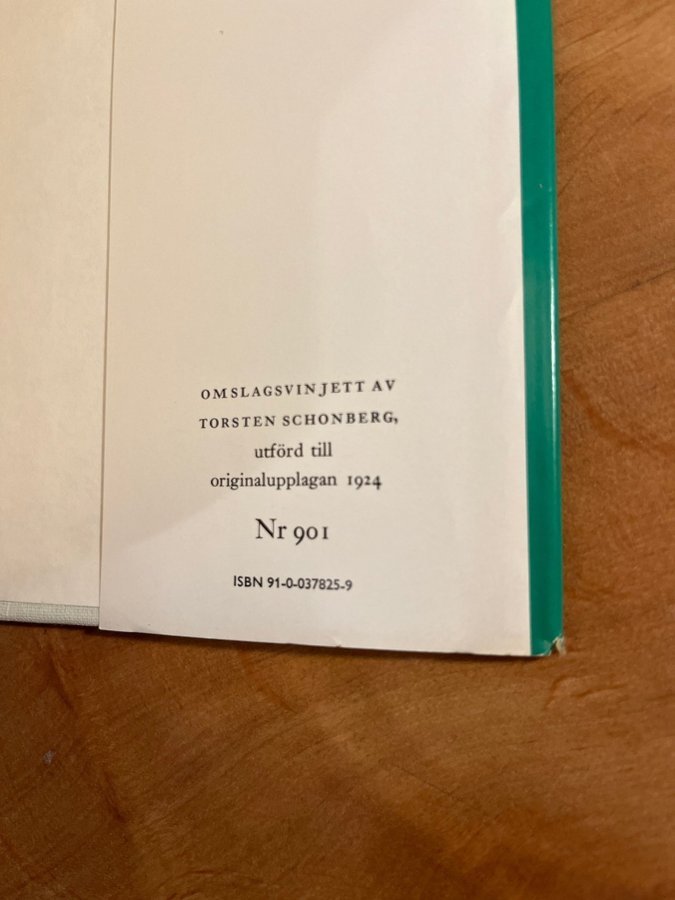 OMSLAGSVINJETT AV
TORSTEN SCHONBERG,
utförd till
originalupplagan 1924
Nr 901
ISBN 91-0-037825-9